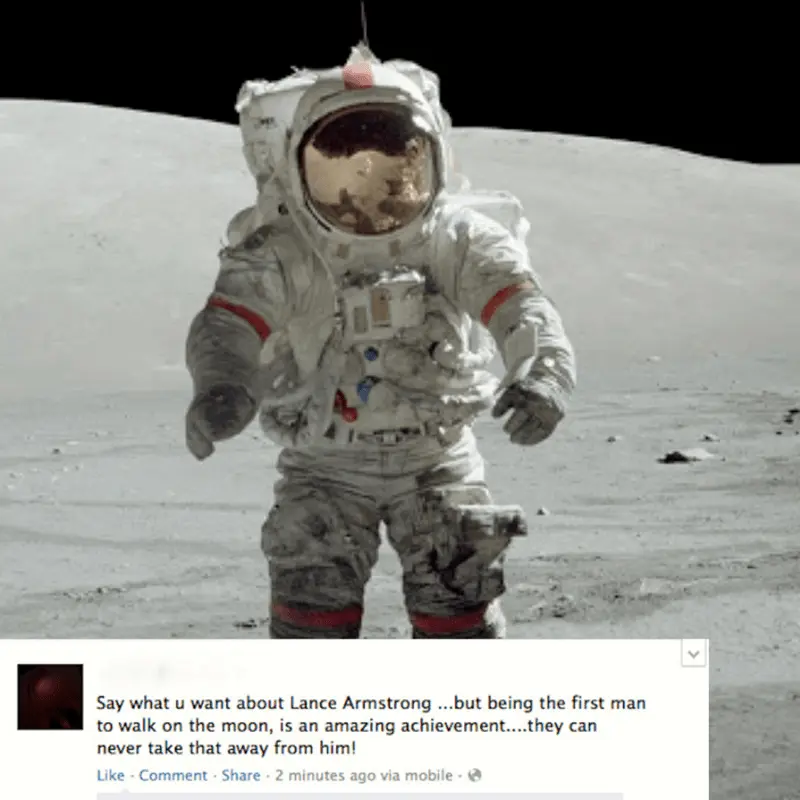 Say what u want about Lance Armstrong ...but being the first man
to walk on the moon, is an amazing achievement....they can
never take that away from him!
Like · Comment · Share · 2 minutes ago via mobile ·